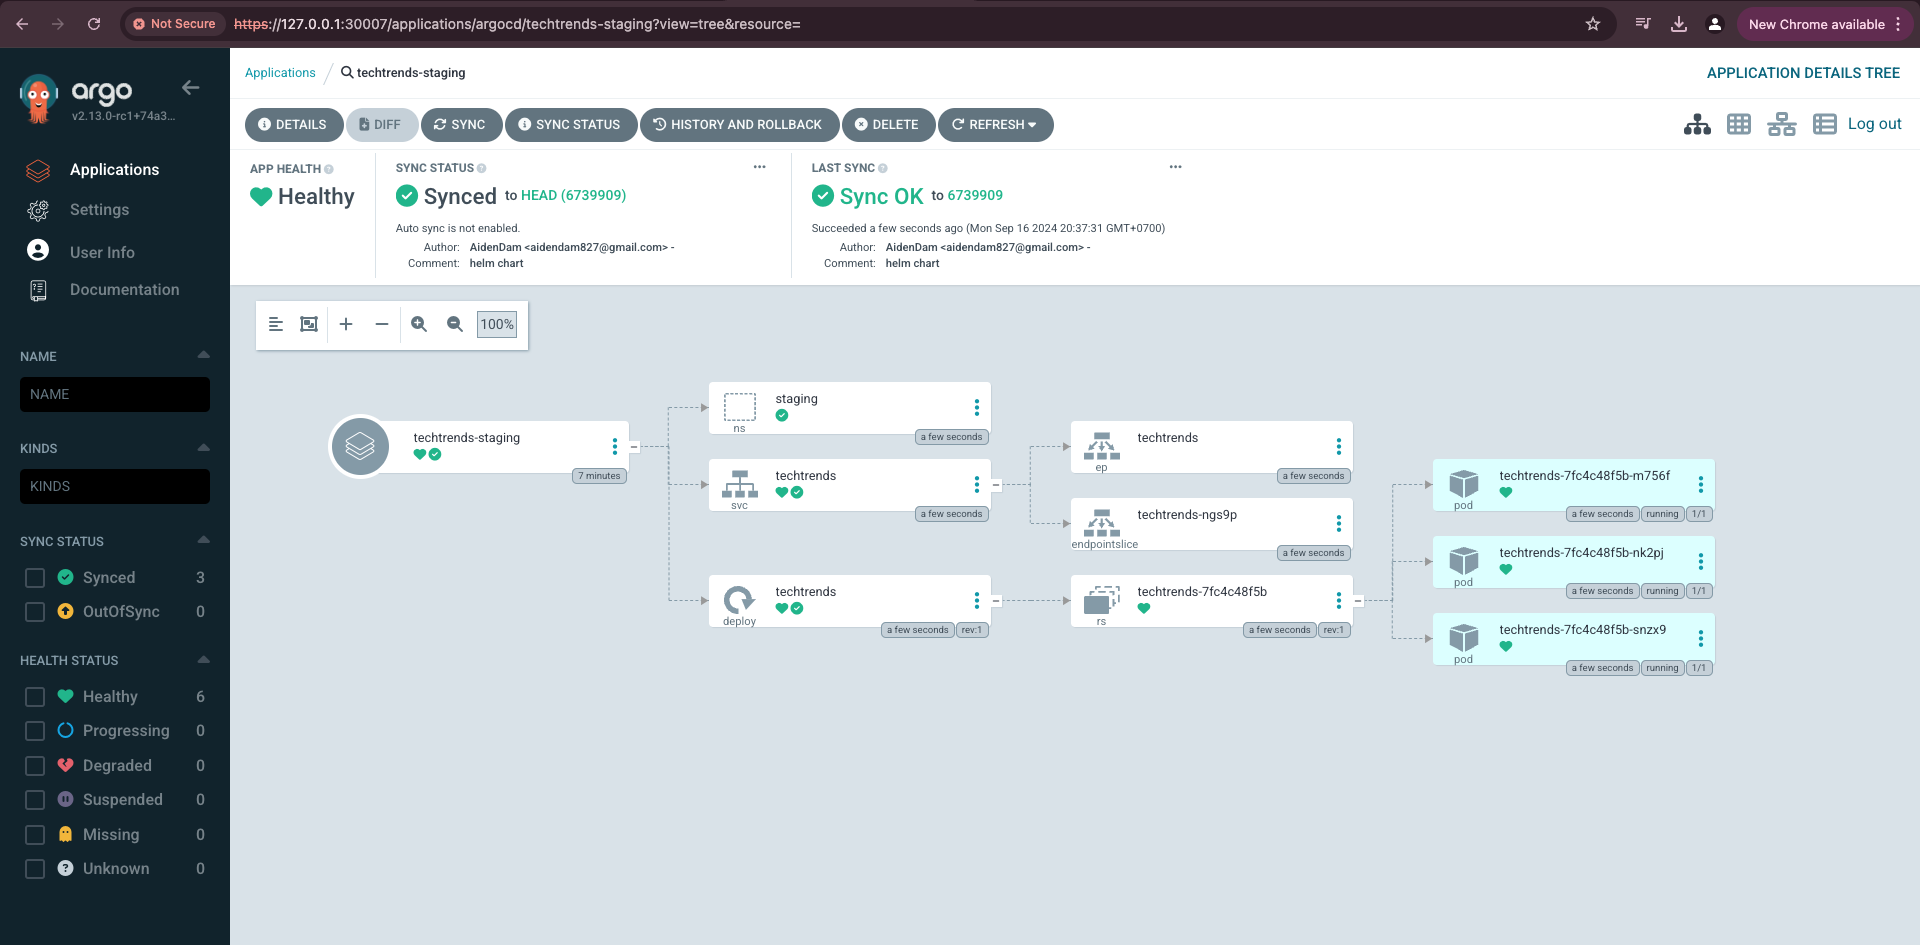 Not Secure https://127.0.0.1:30007/applications/argocd/techtrends-staging?view=tree&resource= New Chrome available
argo
v2.13.0-rc1+74a3...
Applications
Settings
User Info
Documentation
NAME
NAME
KINDS
KINDS
SYNC STATUS
Synced 3
OutOfSync 0
HEALTH STATUS
Healthy 6
Progressing 0
Degraded 0
Suspended 0
Missing 0
Unknown 0
Applications / techtrends-staging
APPLICATION DETAILS TREE
DETAILS DIFF SYNC SYNC STATUS HISTORY AND ROLLBACK DELETE REFRESH
Log out
APP HEALTH
Healthy
SYNC STATUS
Synced to HEAD (6739909)
Auto sync is not enabled.
Author: AidenDam <aidendam827@gmail.com> -
Comment: helm chart
LAST SYNC
Sync OK to 6739909
Succeeded a few seconds ago (Mon Sep 16 2024 20:37:31 GMT+0700)
Author: AidenDam <aidendam827@gmail.com> -
Comment: helm chart
100%
techtrends-staging
7 minutes
staging
ns
a few seconds
techtrends
svc
a few seconds
techtrends
deploy
a few seconds rev:1
techtrends
ep
a few seconds
techtrends-ngs9p
endpointslice
a few seconds
techtrends-7fc4c48f5b
rs
a few seconds rev:1
techtrends-7fc4c48f5b-m756f
pod
a few seconds running 1/1
techtrends-7fc4c48f5b-nk2pj
pod
a few seconds running 1/1
techtrends-7fc4c48f5b-snzx9
pod
a few seconds running 1/1